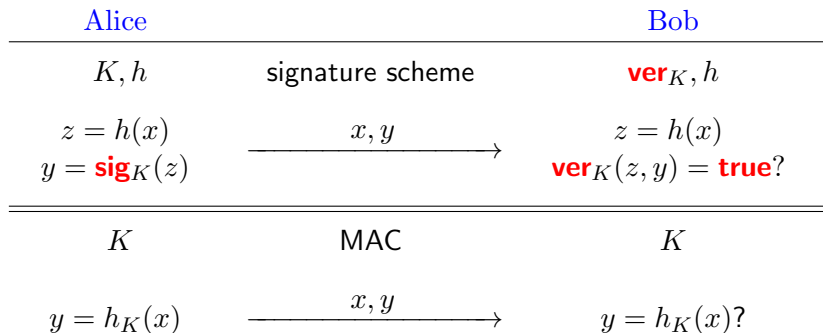 Alice Bob
K, h signature scheme ver_K, h
z = h(x) x, y z = h(x)
y = sig_K(z) ver_K(z, y) = true?
K MAC K
y = h_K(x) x, y y = h_K(x)?